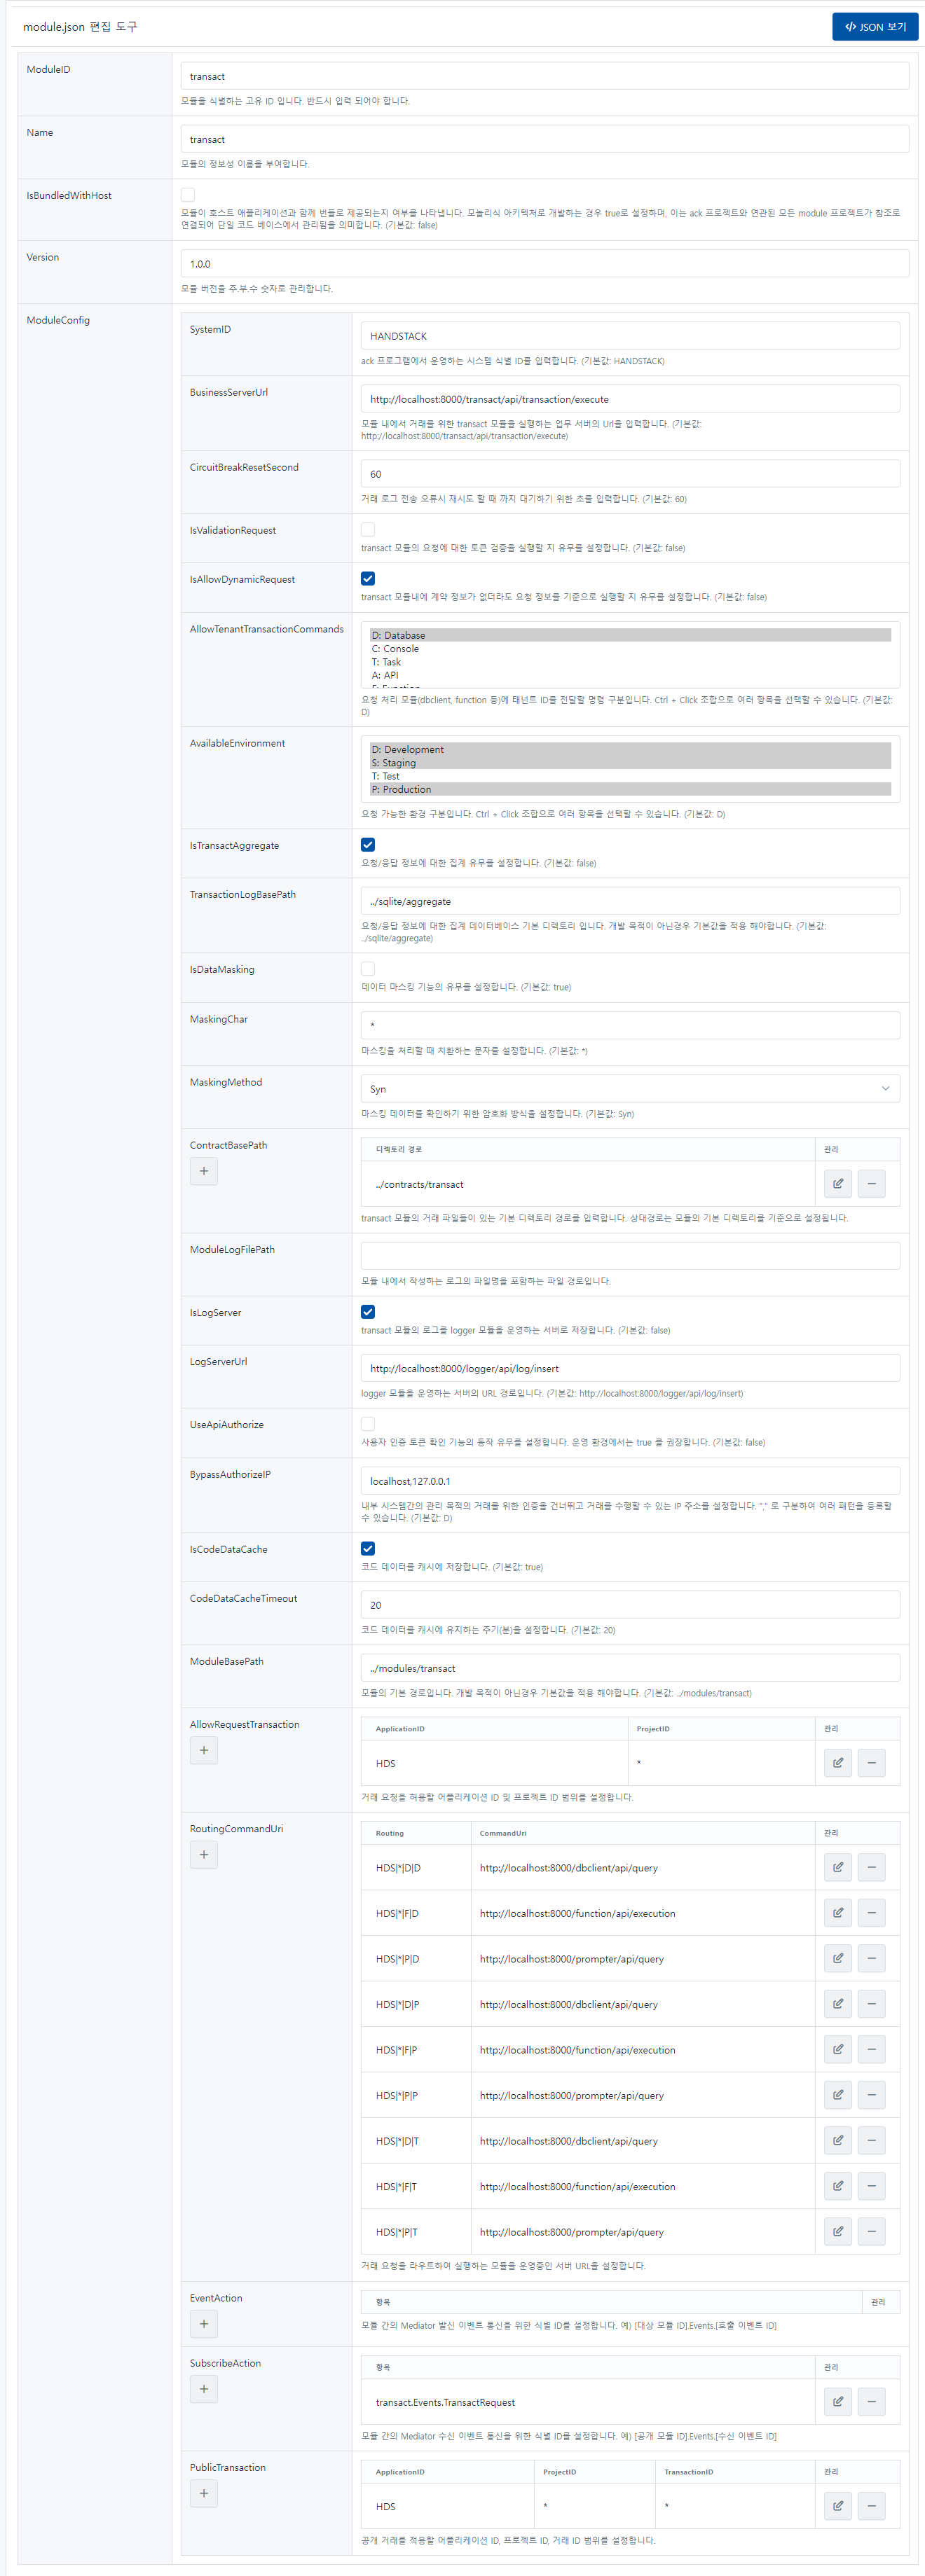 module.json 편집 도구
JSON 보기
ModuleID
transact
모듈을 식별하는 고유 ID 입니다. 반드시 입력 되어야 합니다.
Name
transact
모듈의 정보성 이름을 부여합니다.
IsBundledWithHost
모듈이 호스트 애플리케이션과 함께 번들로 제공되는지 여부를 나타냅니다. 모놀리식 아키텍처로 개발하는 경우 true로 설정하며, 이는 ack 프로젝트와 연관된 모든 module 프로젝트가 참조로
연결되어 단일 코드 베이스에서 관리됨을 의미합니다. (기본값: false)
Version
1.0.0
모듈 버전을 주.부.수 숫자로 관리합니다.
ModuleConfig
SystemID
HANDSTACK
ack 프로그램에서 운영하는 시스템 식별 ID를 입력합니다. (기본값: HANDSTACK)
BusinessServerUrl
http://localhost:8000/transact/api/transaction/execute
모듈 내에서 거래를 위한 transact 모듈을 실행하는 업무 서버의 Url을 입력합니다. (기본값:
http://localhost:8000/transact/api/transaction/execute)
CircuitBreakResetSecond
60
거래 로그 전송 오류시 재시도 할 때 까지 대기하기 위한 초를 입력합니다. (기본값: 60)
IsValidationRequest
transact 모듈의 요청에 대한 토큰 검증을 실행할 지 유무를 설정합니다. (기본값: false)
IsAllowDynamicRequest
transact 모듈내에 계약 정보가 없더라도 요청 정보를 기준으로 실행할 지 유무를 설정합니다. (기본값: false)
AllowTenantTransactionCommands
D: Database
C: Console
T: Task
A: API
F: Function
요청 처리 모듈(dbclient, function 등)에 태넌트 ID를 전달할 명령 구분입니다. Ctrl + Click 조합으로 여러 항목을 선택할 수 있습니다. (기본값:
D)
AvailableEnvironment
D: Development
S: Staging
T: Test
P: Production
요청 가능한 환경 구분입니다. Ctrl + Click 조합으로 여러 항목을 선택할 수 있습니다. (기본값: D)
IsTransactAggregate
요청/응답 정보에 대한 집계 유무를 설정합니다. (기본값: false)
TransactionLogBasePath
../sqlite/aggregate
요청/응답 정보에 대한 집계 데이터베이스 기본 디렉토리 입니다. 개발 목적이 아닌경우 기본값을 적용 해야합니다. (기본값:
../sqlite/aggregate)
IsDataMasking
데이터 마스킹 기능의 유무를 설정합니다. (기본값: true)
MaskingChar
*
마스킹을 처리할 때 치환하는 문자를 설정합니다. (기본값: *)
MaskingMethod
Syn
마스킹 데이터를 확인하기 위한 암호화 방식을 설정합니다. (기본값: Syn)
ContractBasePath
디렉토리 경로 관리
../contracts/transact
transact 모듈의 거래 파일들이 있는 기본 디렉토리 경로를 입력합니다. 상대경로는 모듈의 기본 디렉토리를 기준으로 설정됩니다.
ModuleLogFilePath
모듈 내에서 작성하는 로그의 파일명을 포함하는 파일 경로입니다.
IsLogServer
transact 모듈의 로그를 logger 모듈을 운영하는 서버로 저장합니다. (기본값: false)
LogServerUrl
http://localhost:8000/logger/api/log/insert
logger 모듈을 운영하는 서버의 URL 경로입니다. (기본값: http://localhost:8000/logger/api/log/insert)
UseApiAuthorize
사용자 인증 토큰 확인 기능의 동작 유무를 설정합니다. 운영 환경에서는 true 를 권장합니다. (기본값: false)
BypassAuthorizeIP
localhost,127.0.0.1
내부 시스템간의 관리 목적의 거래를 위한 인증을 건너뛰고 거래를 수행할 수 있는 IP 주소를 설정합니다. "," 로 구분하여 여러 패턴을 등록할
수 있습니다. (기본값: D)
IsCodeDataCache
코드 데이터를 캐시에 저장합니다. (기본값: true)
CodeDataCacheTimeout
20
코드 데이터를 캐시에 유지하는 주기(분)을 설정합니다. (기본값: 20)
ModuleBasePath
../modules/transact
모듈의 기본 경로입니다. 개발 목적이 아닌경우 기본값을 적용 해야합니다. (기본값: ../modules/transact)
AllowRequestTransaction
ApplicationID ProjectID 관리
HDS *
거래 요청을 허용할 어플리케이션 ID 및 프로젝트 ID 범위를 설정합니다.
RoutingCommandUri
Routing CommandUri 관리
HDS|*|D|D http://localhost:8000/dbclient/api/query
HDS|*|F|D http://localhost:8000/function/api/execution
HDS|*|P|D http://localhost:8000/prompter/api/query
HDS|*|D|P http://localhost:8000/dbclient/api/query
HDS|*|F|P http://localhost:8000/function/api/execution
HDS|*|P|P http://localhost:8000/prompter/api/query
HDS|*|D|T http://localhost:8000/dbclient/api/query
HDS|*|F|T http://localhost:8000/function/api/execution
HDS|*|P|T http://localhost:8000/prompter/api/query
거래 요청을 라우트하여 실행하는 모듈을 운영중인 서버 URL을 설정합니다.
EventAction
항목 관리
모듈 간의 Mediator 발신 이벤트 통신을 위한 식별 ID를 설정합니다. 예) [대상 모듈 ID].Events.[호출 이벤트 ID]
SubscribeAction
항목 관리
transact.Events.TransactRequest
모듈 간의 Mediator 수신 이벤트 통신을 위한 식별 ID를 설정합니다. 예) [공개 모듈 ID].Events.[수신 이벤트 ID]
PublicTransaction
ApplicationID ProjectID TransactionID 관리
HDS * *
공개 거래를 적용할 어플리케이션 ID, 프로젝트 ID, 거래 ID 범위를 설정합니다.